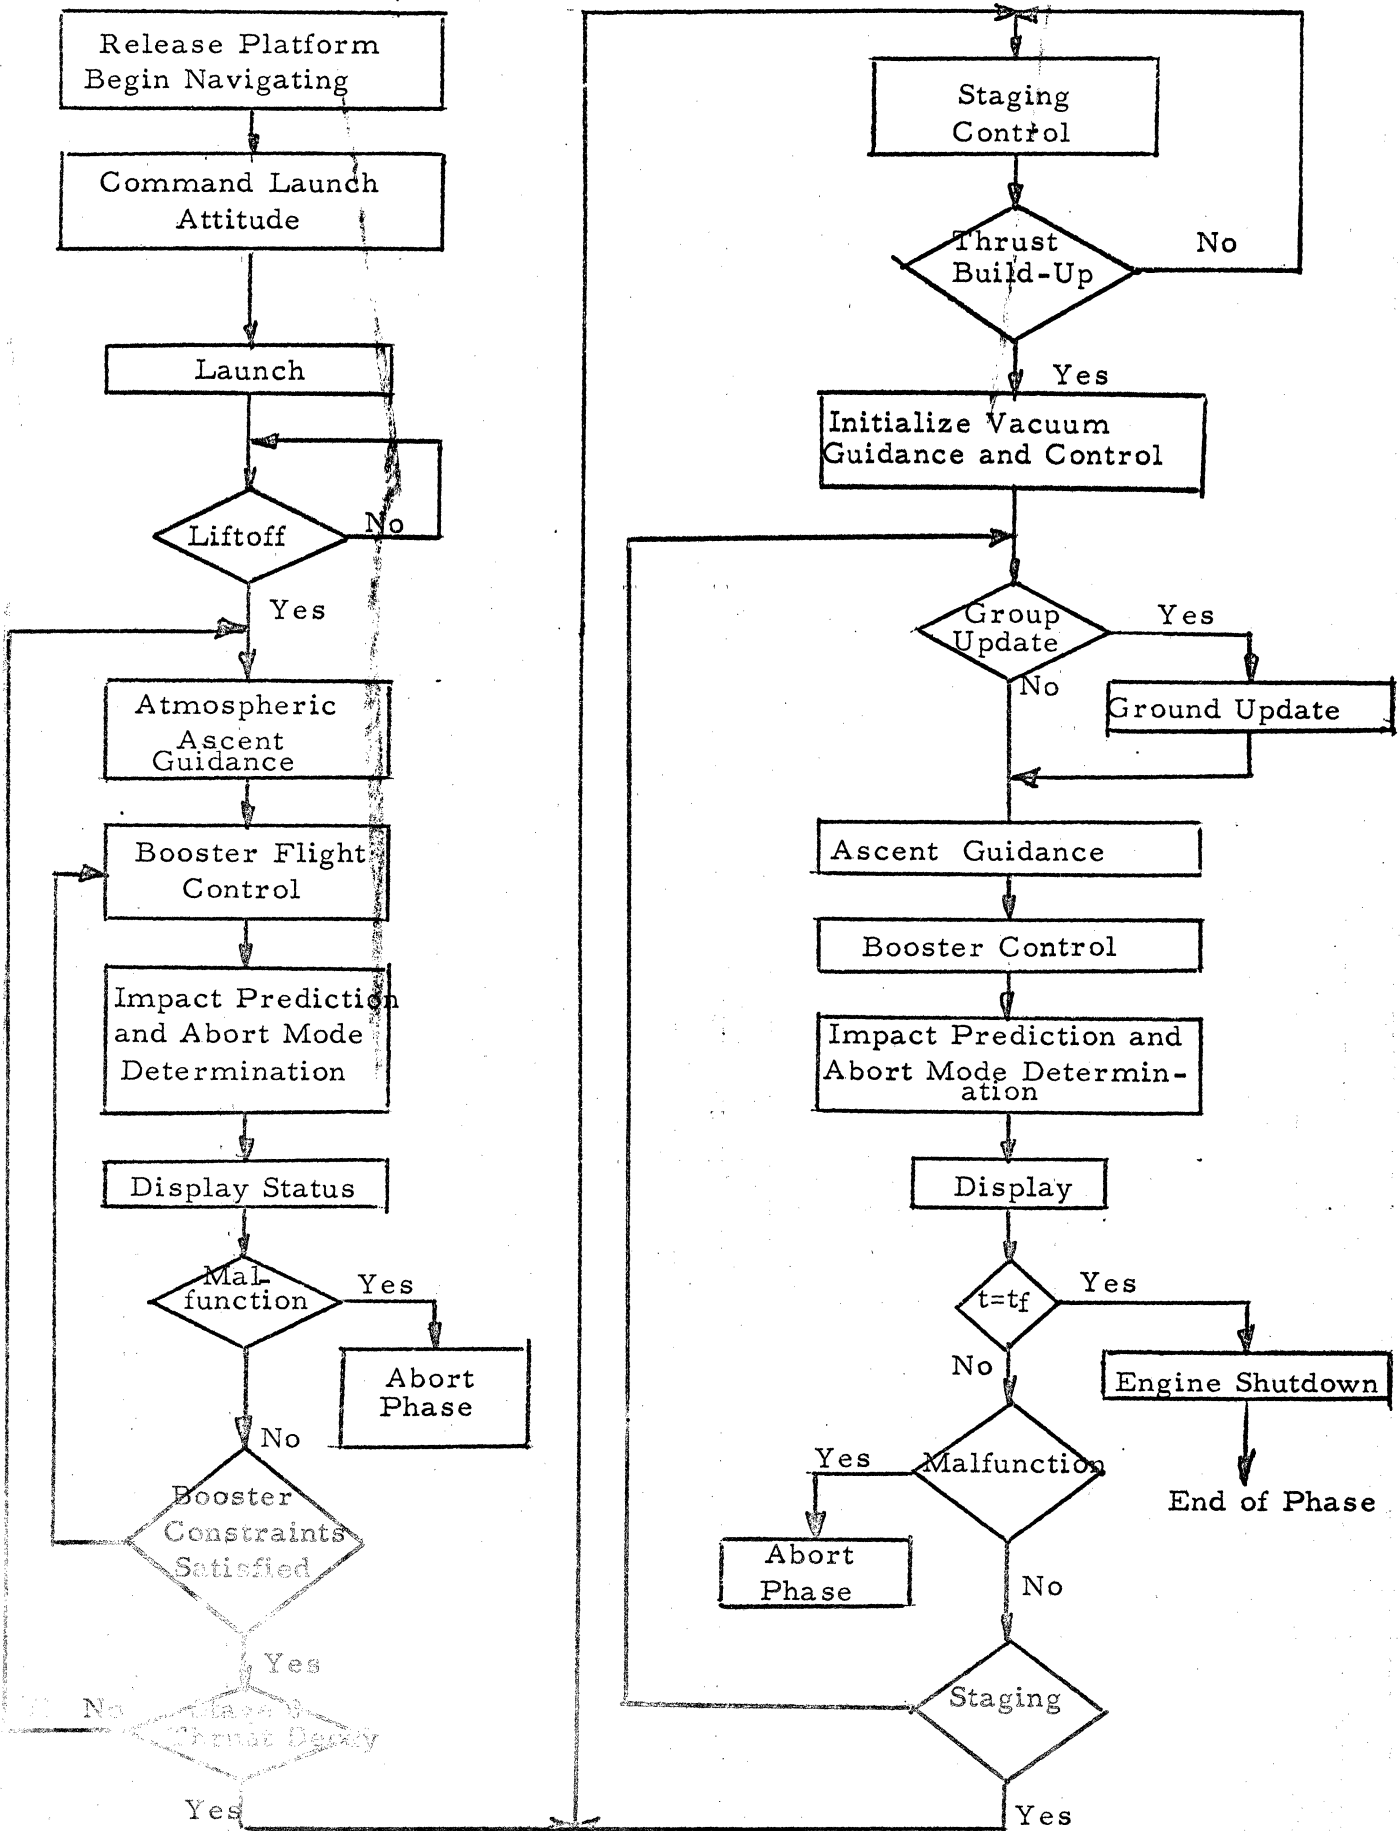 Release Platform
Begin Navigating
Command Launch
Attitude
Launch
Liftoff
No
Yes
Atmospheric
Ascent
Guidance
Booster Flight
Control
Impact Prediction
and Abort Mode
Determination
Display Status
Mal-
function
Yes
Abort
Phase
No
Booster
Constraints
Satisfied
Yes
No
Thrust Decay
Yes
Staging
Control
Thrust
Build-Up
No
Yes
Initialize Vacuum
Guidance and Control
Group
Update
Yes
No
Ground Update
Ascent Guidance
Booster Control
Impact Prediction and
Abort Mode Determin-
ation
Display
t=tf
Yes
No
Engine Shutdown
End of Phase
Malfunction
Yes
Abort
Phase
No
Staging
Yes